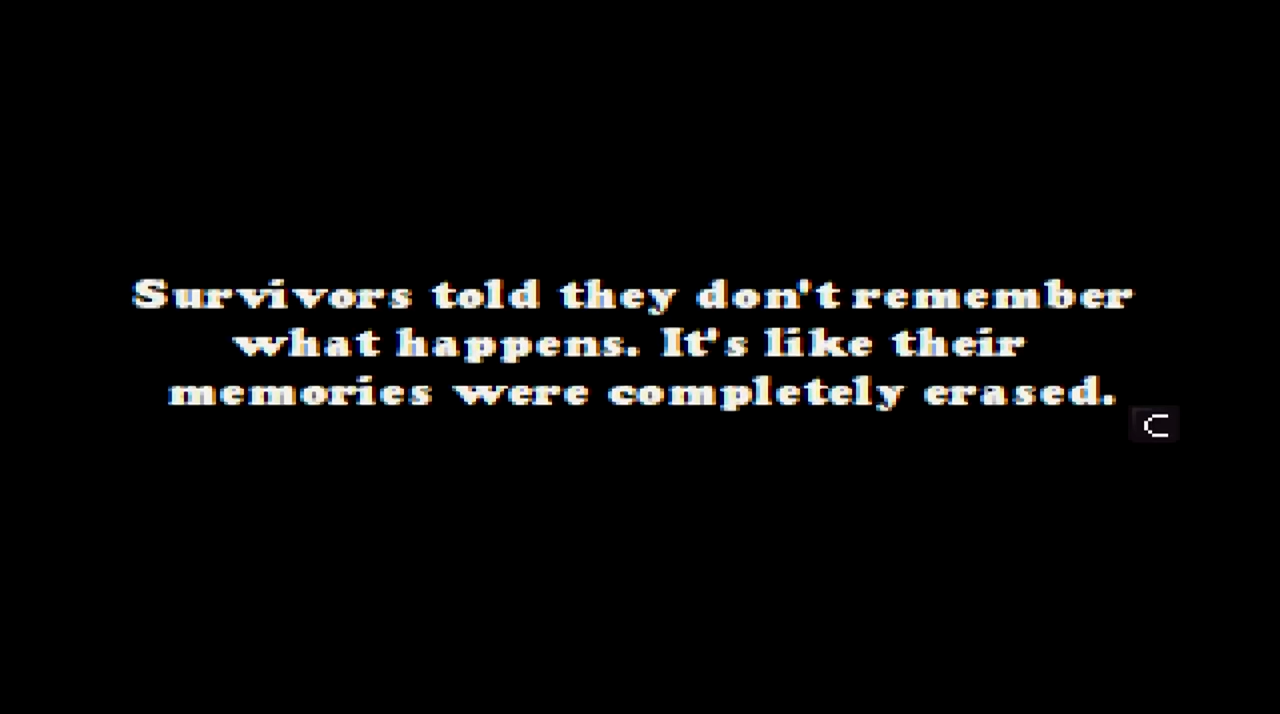 Survivors told they don't remember
what happens. It's like their
memories were completely erased.
C